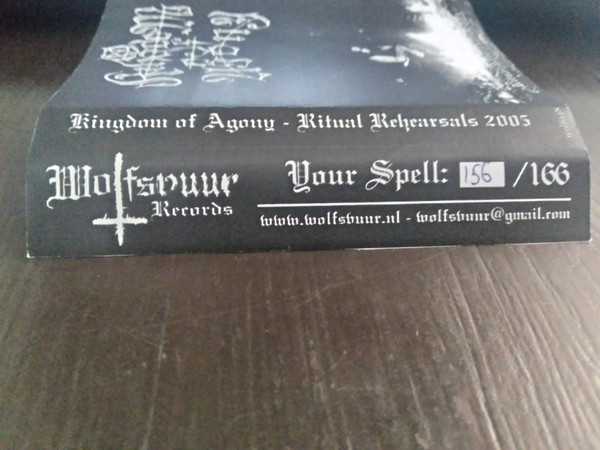 Kingdom of Agony - Ritual Rehearsals 2005
Wolfsvuur
Records
Your Spell: 156 /166
www.wolfsvuur.nl - wolfsvuur@gmail.com